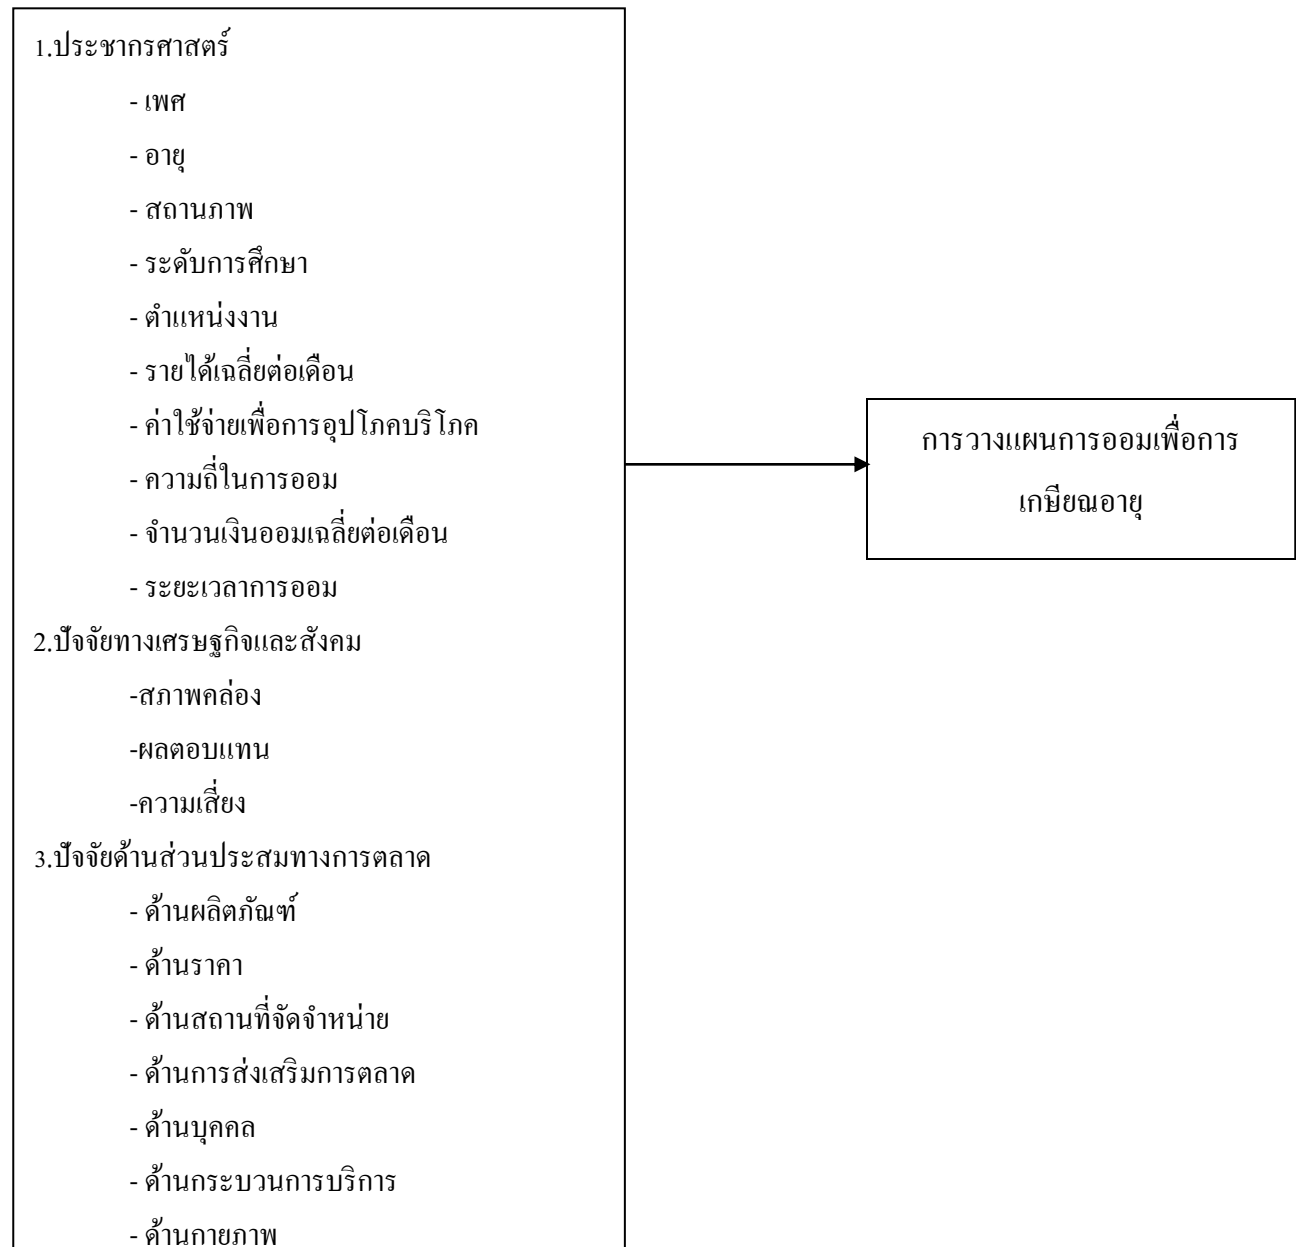 1.ประชากรศาสตร์
- เพศ
- อายุ
- สถานภาพ
- ระดับการศึกษา
- ตำแหน่งงาน
- รายได้เฉลี่ยต่อเดือน
- ค่าใช้จ่ายเพื่อการอุปโภคบริโภค
- ความถี่ในการออม
- จำนวนเงินออมเฉลี่ยต่อเดือน
- ระยะเวลาการออม
2.ปัจจัยทางเศรษฐกิจและสังคม
-สภาพคล่อง
-ผลตอบแทน
-ความเสี่ยง
3.ปัจจัยด้านส่วนประสมทางการตลาด
- ด้านผลิตภัณฑ์
- ด้านราคา
- ด้านสถานที่จัดจำหน่าย
- ด้านการส่งเสริมการตลาด
- ด้านบุคคล
- ด้านกระบวนการบริการ
- ด้านกายภาพ
การวางแผนการออมเพื่อการ
เกษียณอายุ